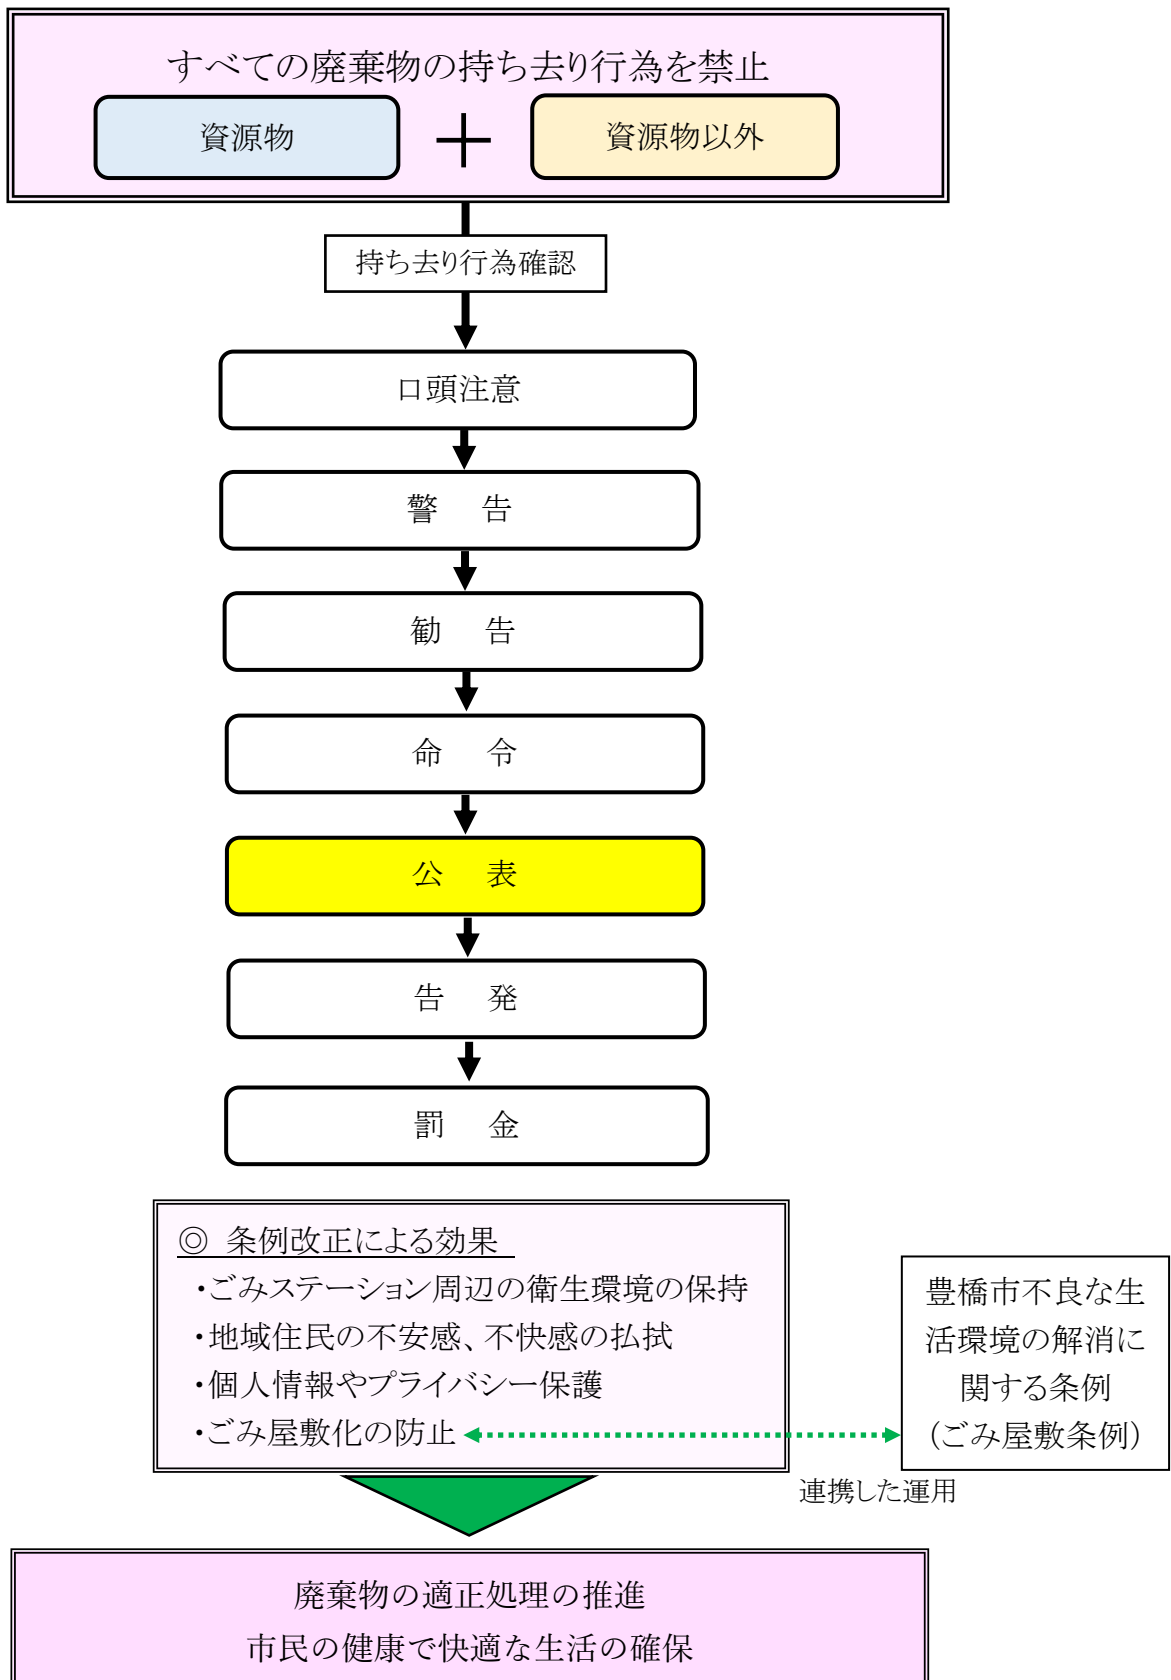 すべての廃棄物の持ち去り行為を禁止
資源物
＋
資源物以外
持ち去り行為確認
口頭注意
警　告
勧　告
命　令
公　表
告　発
罰　金
◎ 条例改正による効果
・ごみステーション周辺の衛生環境の保持
・地域住民の不安感、不快感の払拭
・個人情報やプライバシー保護
・ごみ屋敷化の防止
豊橋市不良な生
活環境の解消に
関する条例
（ごみ屋敷条例）
連携した運用
廃棄物の適正処理の推進
市民の健康で快適な生活の確保